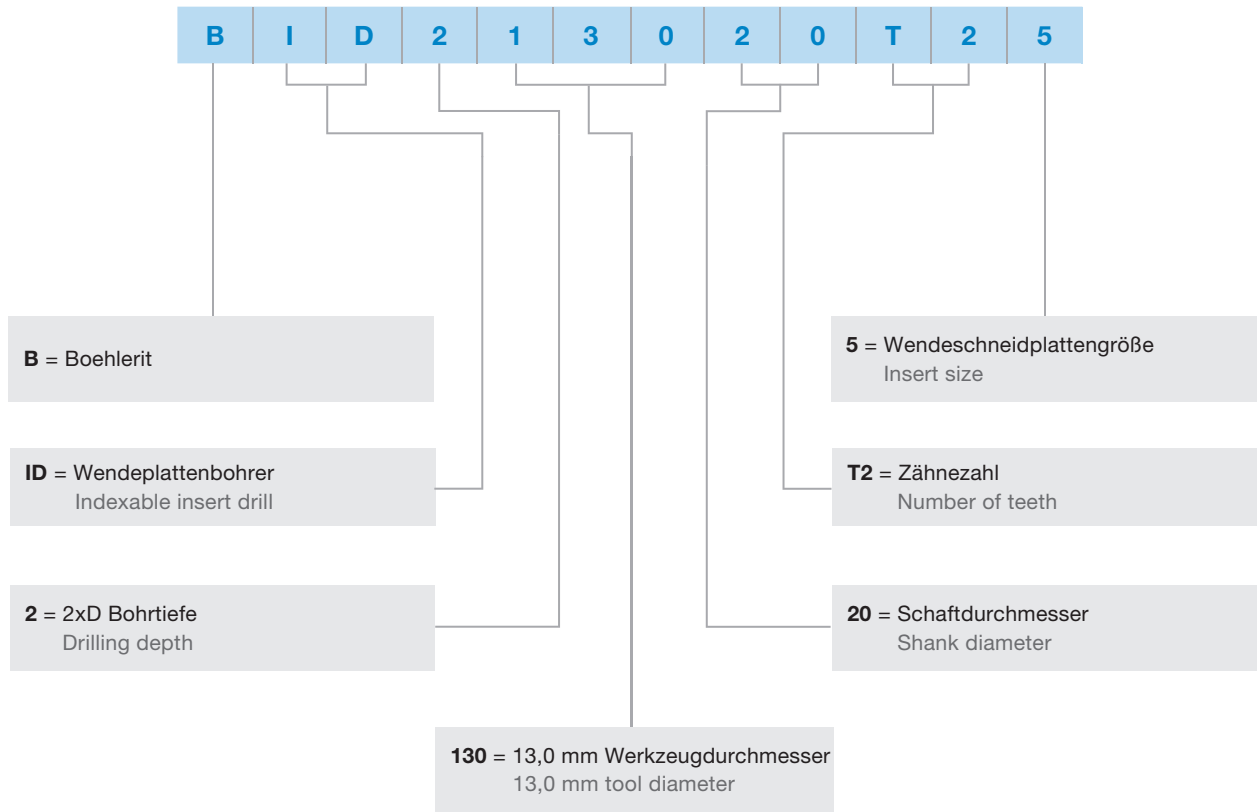 B I D 2 1 3 0 2 0 T 2 5
B = Boehlerit
5 = Wendeschneidplattengröße
Insert size
ID = Wendeplattenbohrer
Indexable insert drill
T2 = Zähnezahl
Number of teeth
2 = 2xD Bohrtiefe
Drilling depth
20 = Schaftdurchmesser
Shank diameter
130 = 13,0 mm Werkzeugdurchmesser
13,0 mm tool diameter